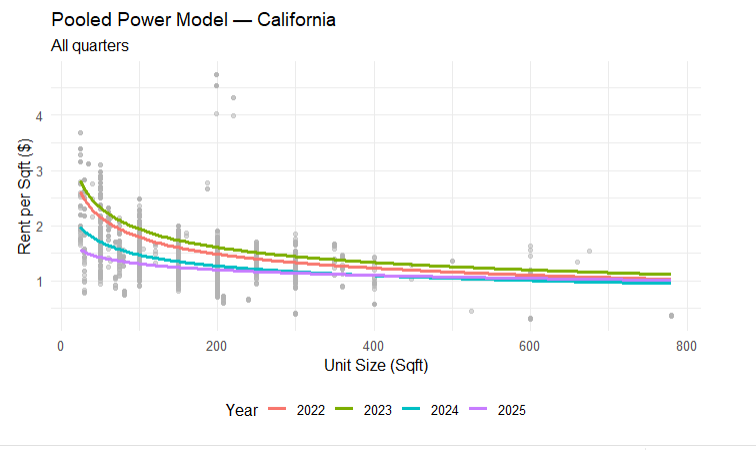 Pooled Power Model — California
All quarters
Rent per Sqft ($)
4
3
2
1
0 200 400 600 800
Unit Size (Sqft)
Year 2022 2023 2024 2025